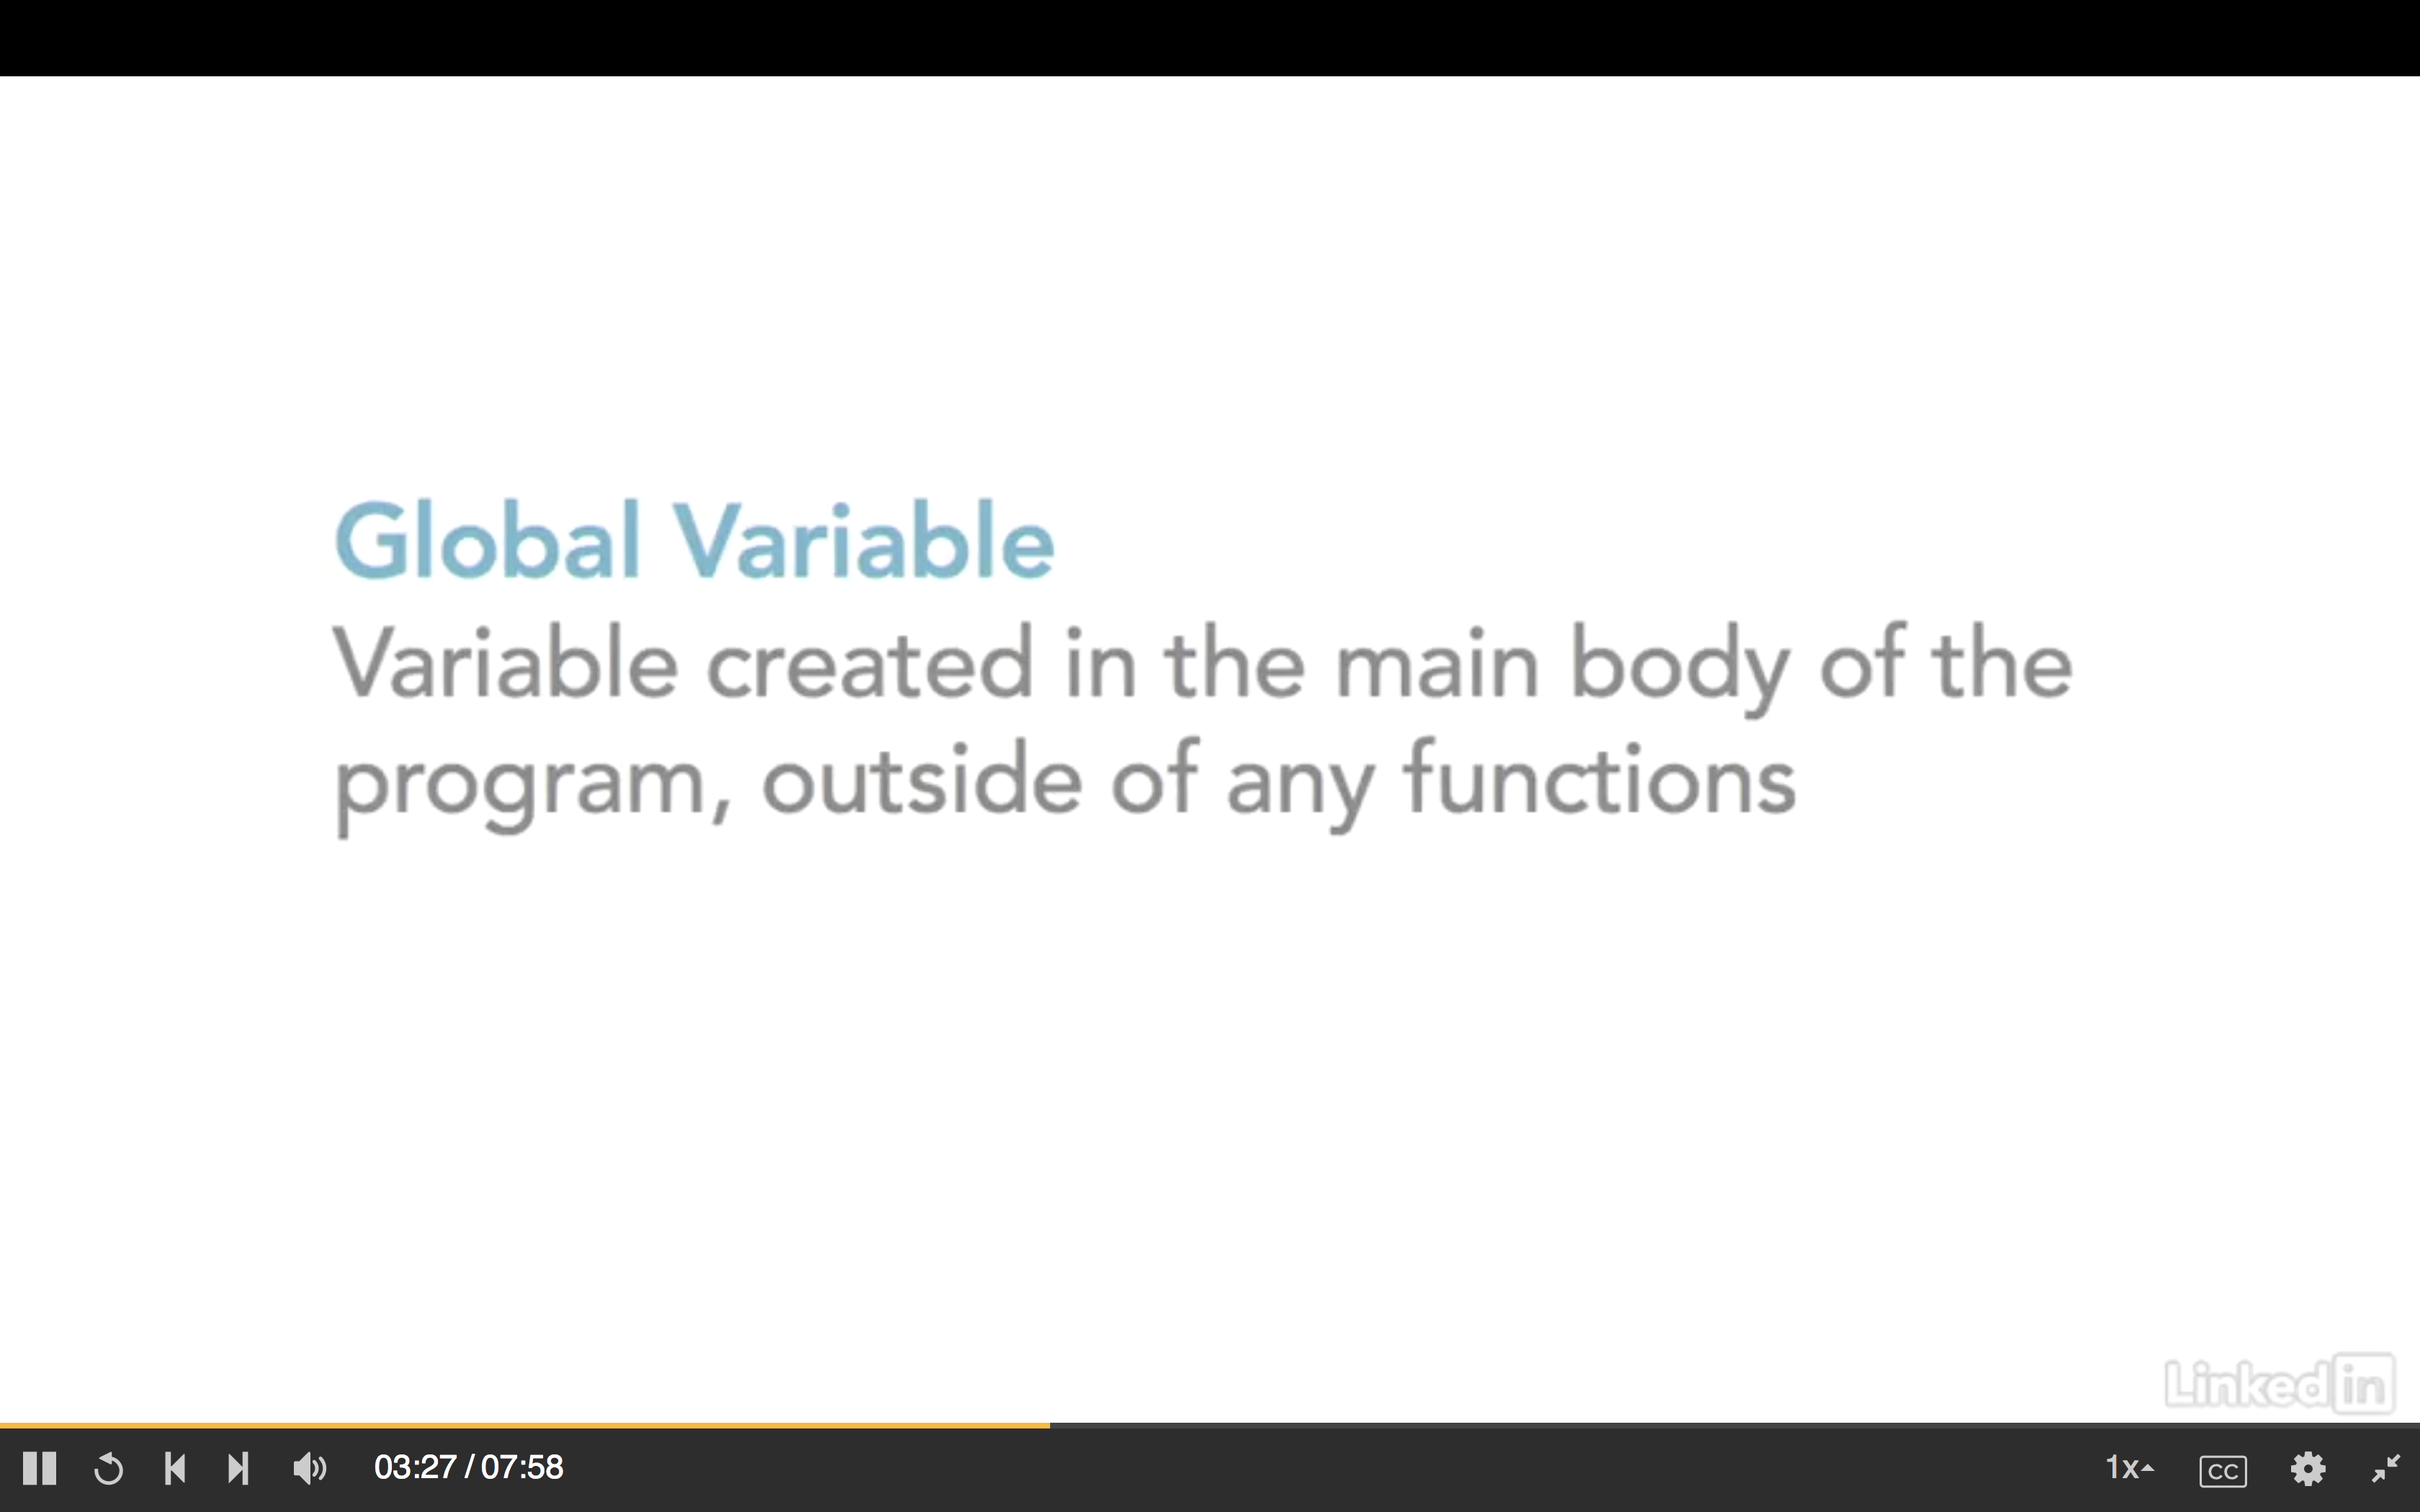 Global Variable
Variable created in the main body of the
program, outside of any functions
Linked in
03:27 / 07:58
1x
CC